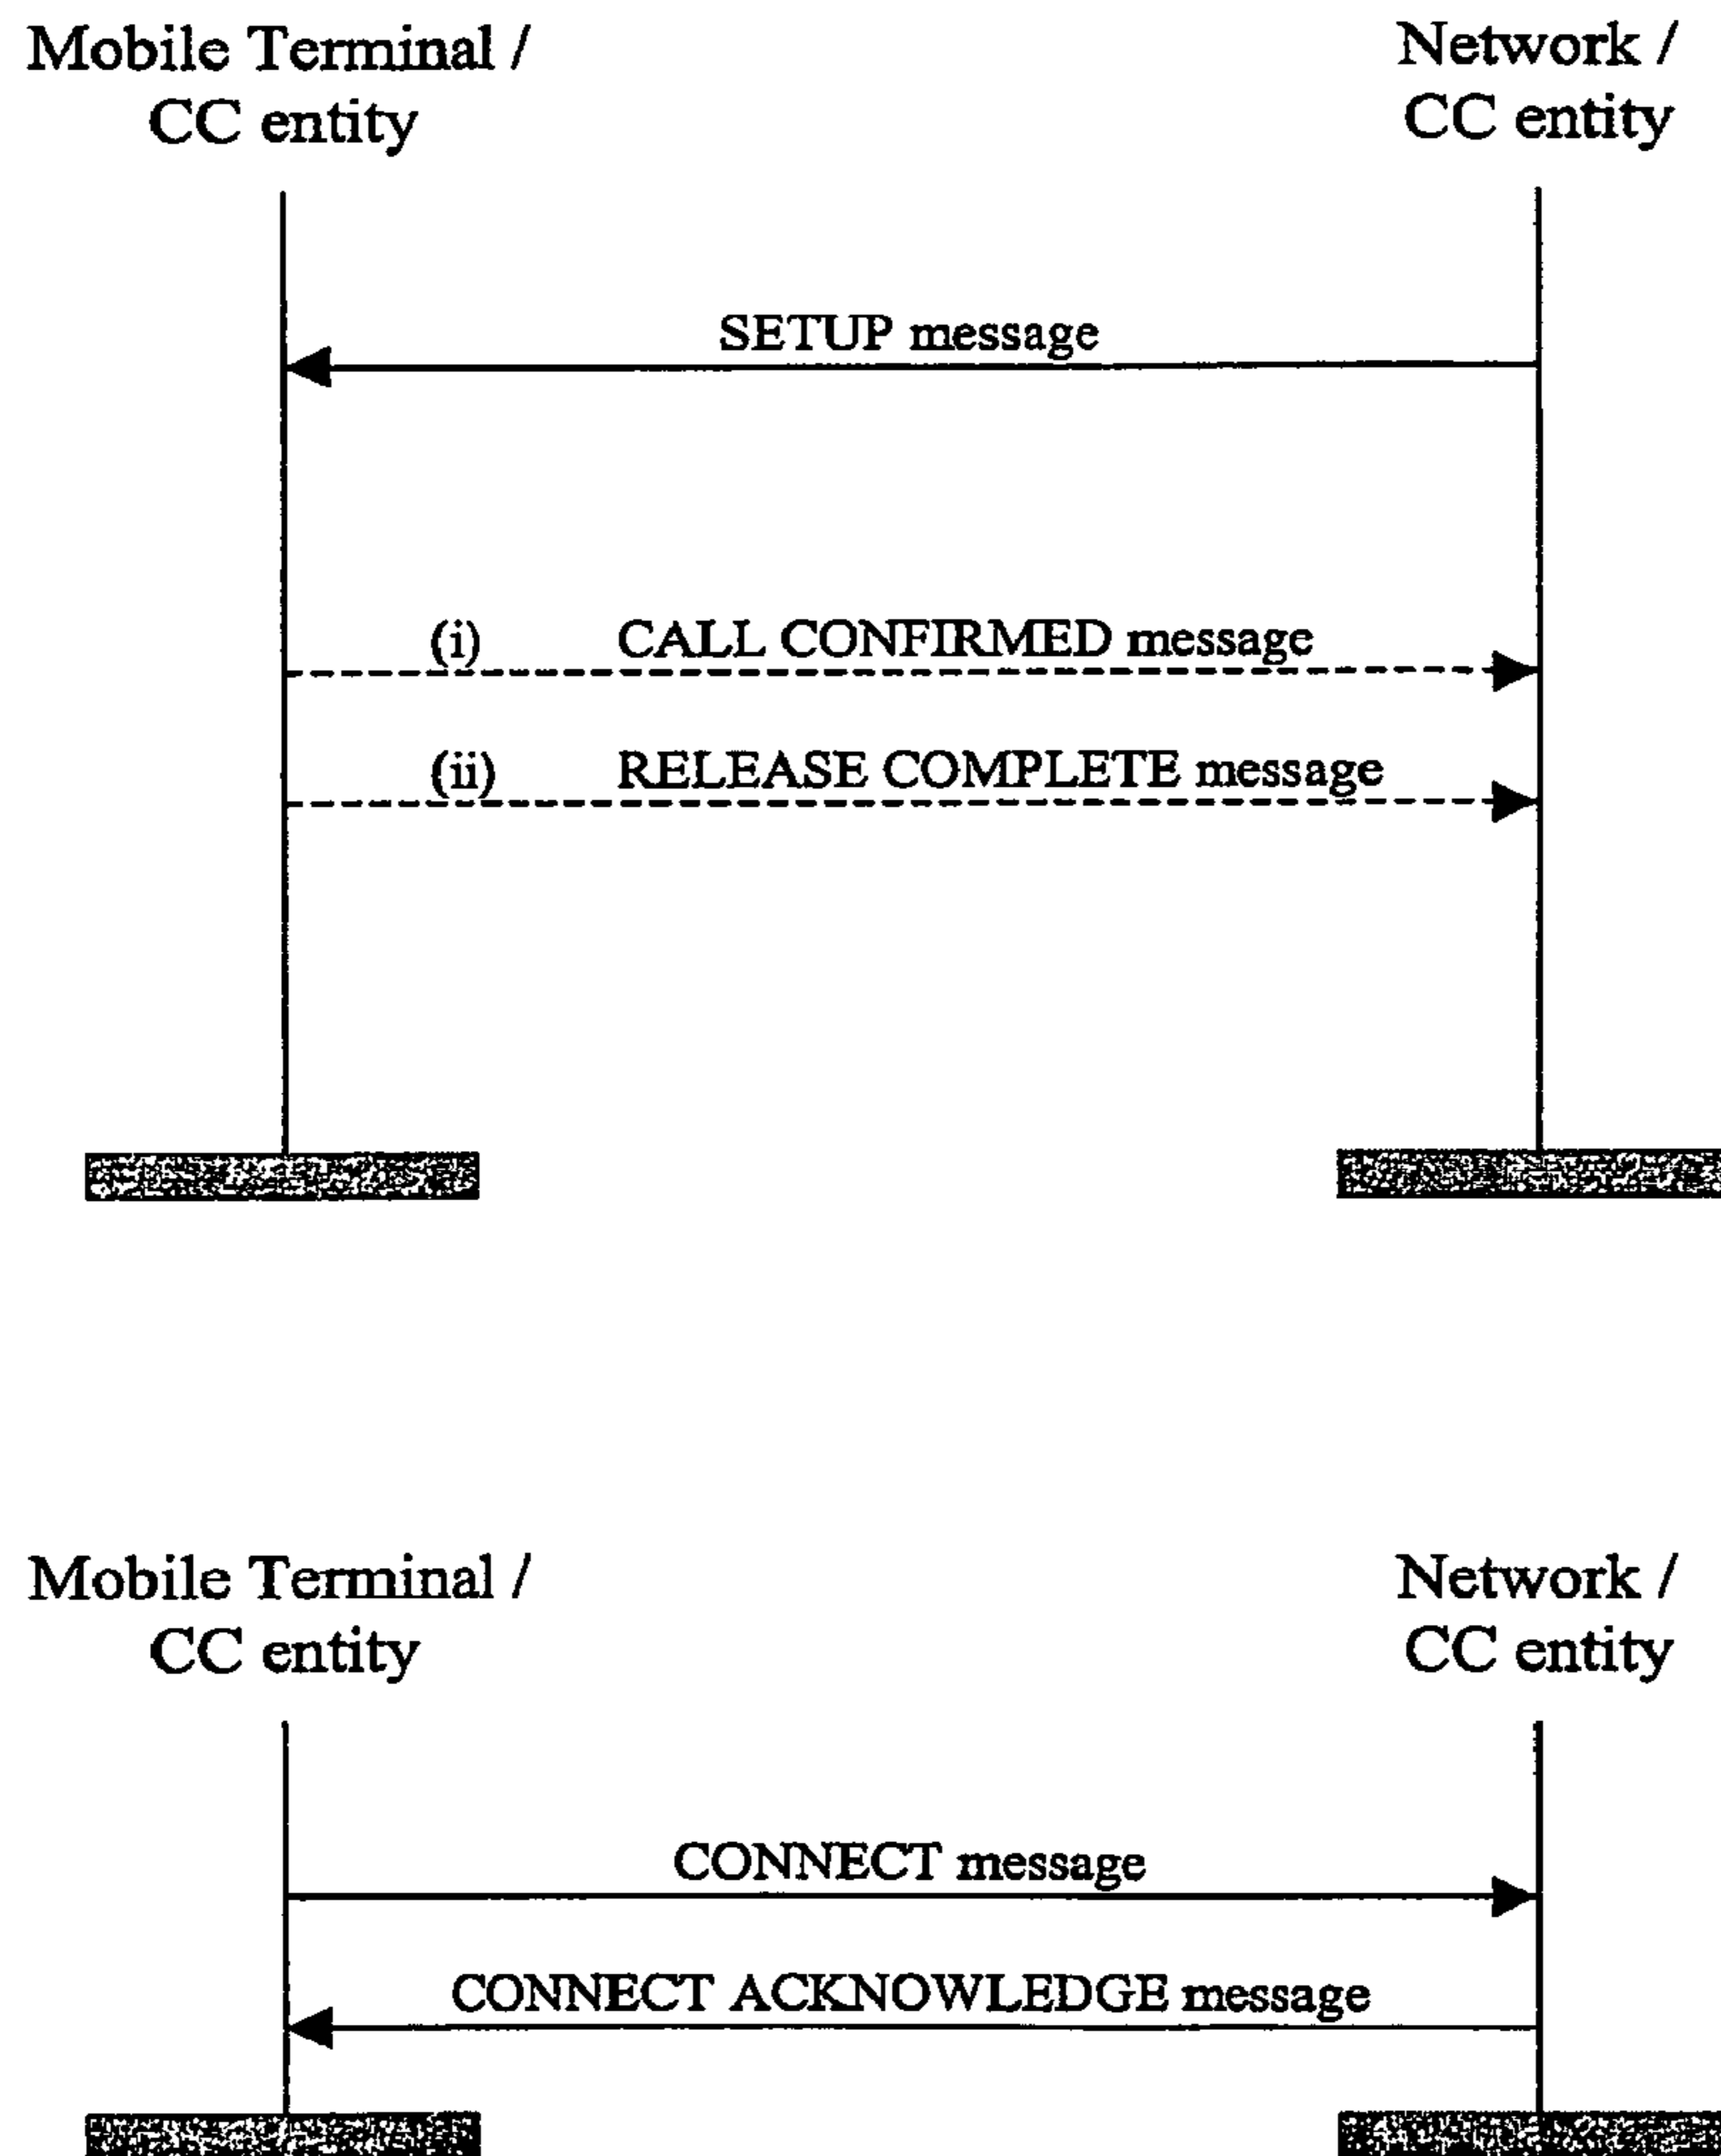 Mobile Terminal /
CC entity
Network /
CC entity
SETUP message
(i) CALL CONFIRMED message
(ii) RELEASE COMPLETE message
Mobile Terminal /
CC entity
Network /
CC entity
CONNECT message
CONNECT ACKNOWLEDGE message